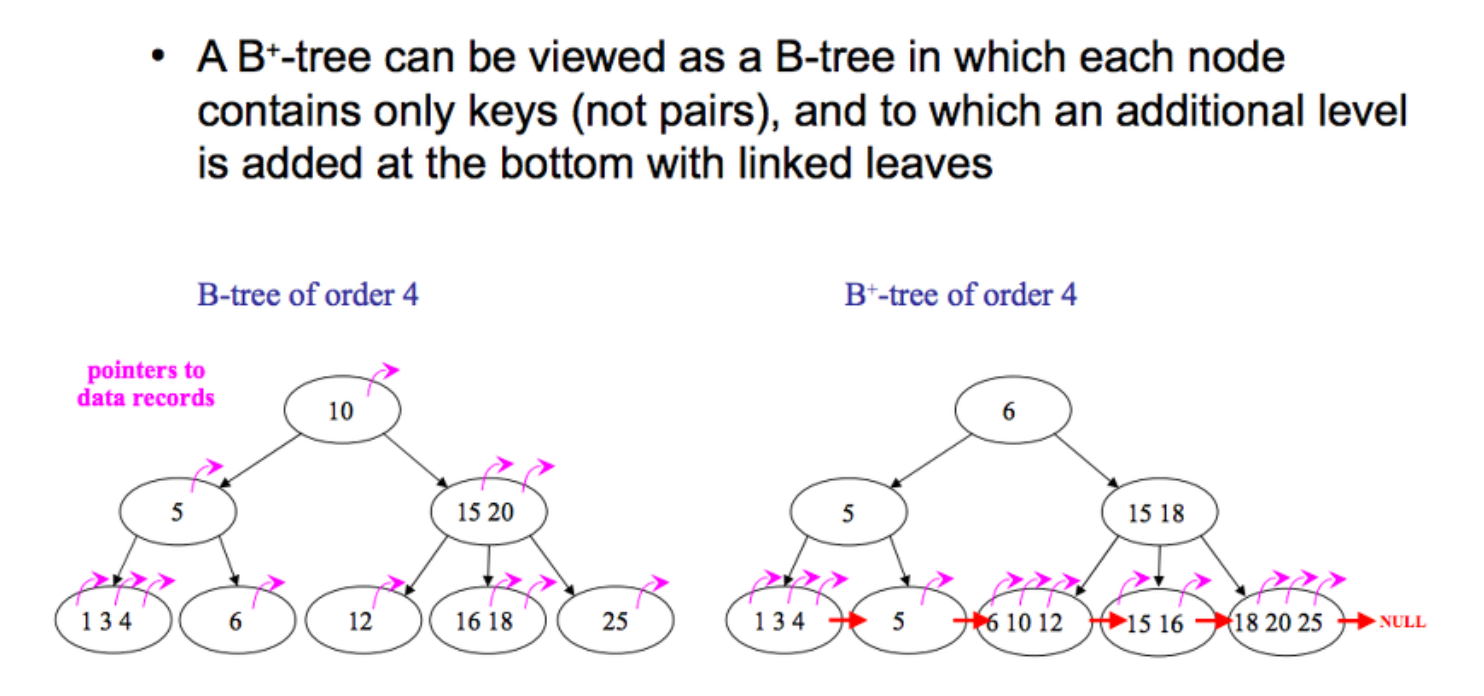 • A B⁺-tree can be viewed as a B-tree in which each node
contains only keys (not pairs), and to which an additional level
is added at the bottom with linked leaves
B-tree of order 4
B⁺-tree of order 4
pointers to
data records
10
6
5
15 20
5
15 18
1 3 4
6
12
16 18
25
1 3 4
5
6 10 12
15 16
18 20 25
NULL